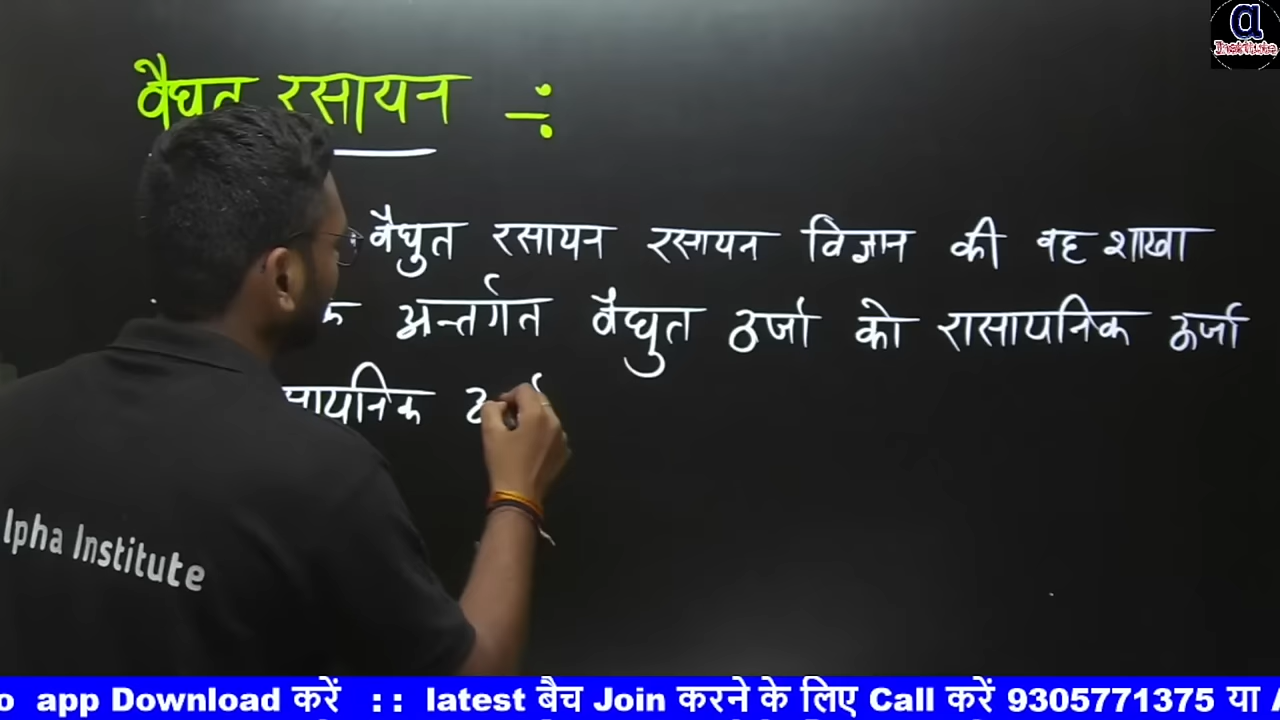 α
Institute
वैद्युत रसायन ÷
वैद्युत रसायन रसायन विज्ञान की वह शाखा
अन्तर्गत वैद्युत ऊर्जा को रासायनिक ऊर्जा
सायनिक
lpha Institute
o app Download करें :: latest बैच Join करने के लिए Call करें 9305771375 या A